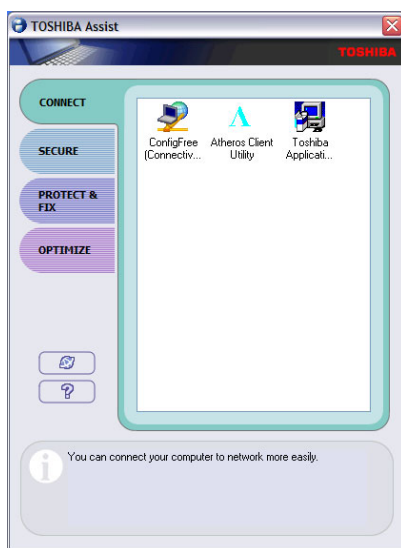 TOSHIBA Assist
TOSHIBA
CONNECT
SECURE
PROTECT &
FIX
OPTIMIZE
ConfigFree
(Connectiv...
Atheros Client
Utility
Toshiba
Applicati...
You can connect your computer to network more easily.